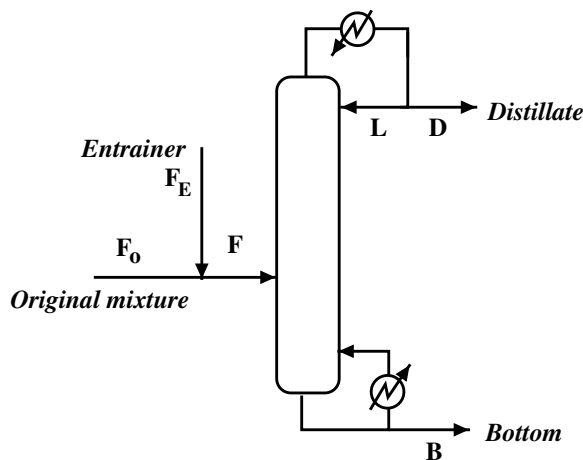 L
D
Distillate
Entrainer
F_E
F_o
F
Original mixture
B
Bottom